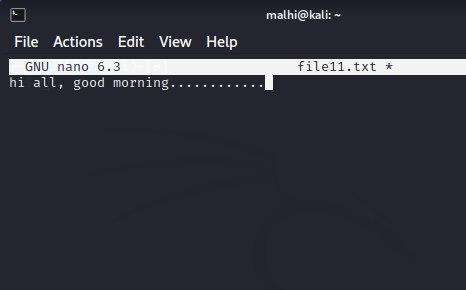 malhi@kali: ~
File Actions Edit View Help
GNU nano 6.3 file11.txt *
hi all, good morning............